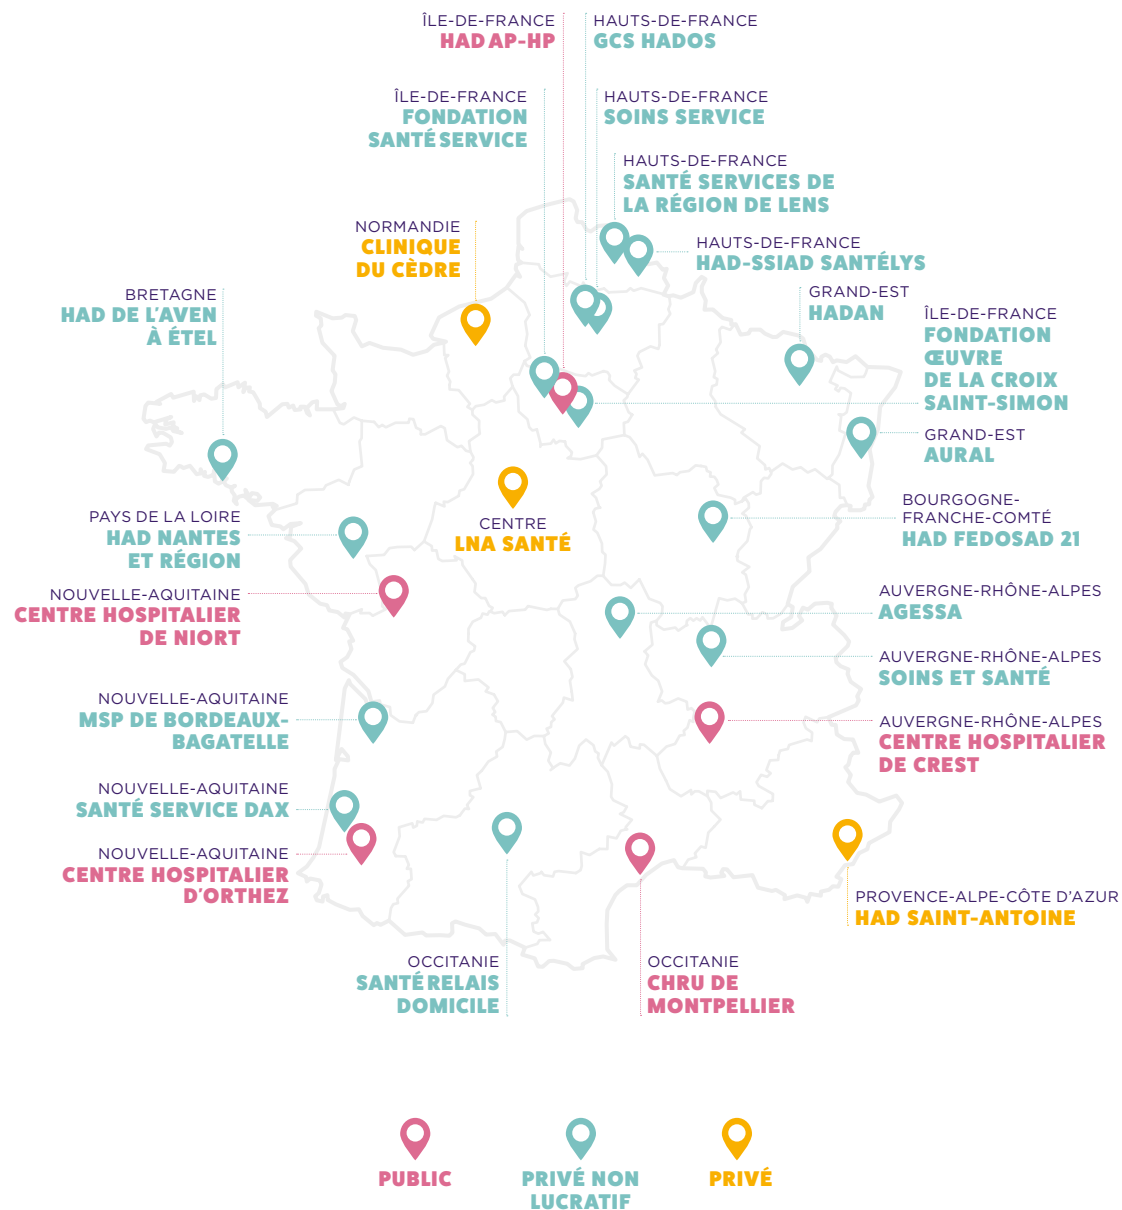 ÎLE-DE-FRANCE
HAD AP-HP
HAUTS-DE-FRANCE
GCS HADOS
ÎLE-DE-FRANCE
FONDATION
SANTÉ SERVICE
HAUTS-DE-FRANCE
SOINS SERVICE
HAUTS-DE-FRANCE
SANTÉ SERVICES DE
LA RÉGION DE LENS
NORMANDIE
CLINIQUE
DU CÈDRE
HAUTS-DE-FRANCE
HAD-SSIAD SANTÉLYS
BRETAGNE
HAD DE L'AVEN
À ÉTEL
GRAND-EST
HADAN
ÎLE-DE-FRANCE
FONDATION
ŒUVRE
DE LA CROIX
SAINT-SIMON
GRAND-EST
AURAL
PAYS DE LA LOIRE
HAD NANTES
ET RÉGION
CENTRE
LNA SANTÉ
BOURGOGNE-
FRANCHE-COMTÉ
HAD FEDOSAD 21
NOUVELLE-AQUITAINE
CENTRE HOSPITALIER
DE NIORT
AUVERGNE-RHÔNE-ALPES
AGESSA
AUVERGNE-RHÔNE-ALPES
SOINS ET SANTÉ
NOUVELLE-AQUITAINE
MSP DE BORDEAUX-
BAGATELLE
AUVERGNE-RHÔNE-ALPES
CENTRE HOSPITALIER
DE CREST
NOUVELLE-AQUITAINE
SANTÉ SERVICE DAX
NOUVELLE-AQUITAINE
CENTRE HOSPITALIER
D'ORTHEZ
PROVENCE-ALPE-CÔTE D'AZUR
HAD SAINT-ANTOINE
OCCITANIE
SANTÉ RELAIS
DOMICILE
OCCITANIE
CHRU DE
MONTPELLIER
PUBLIC
PRIVÉ NON
LUCRATIF
PRIVÉ